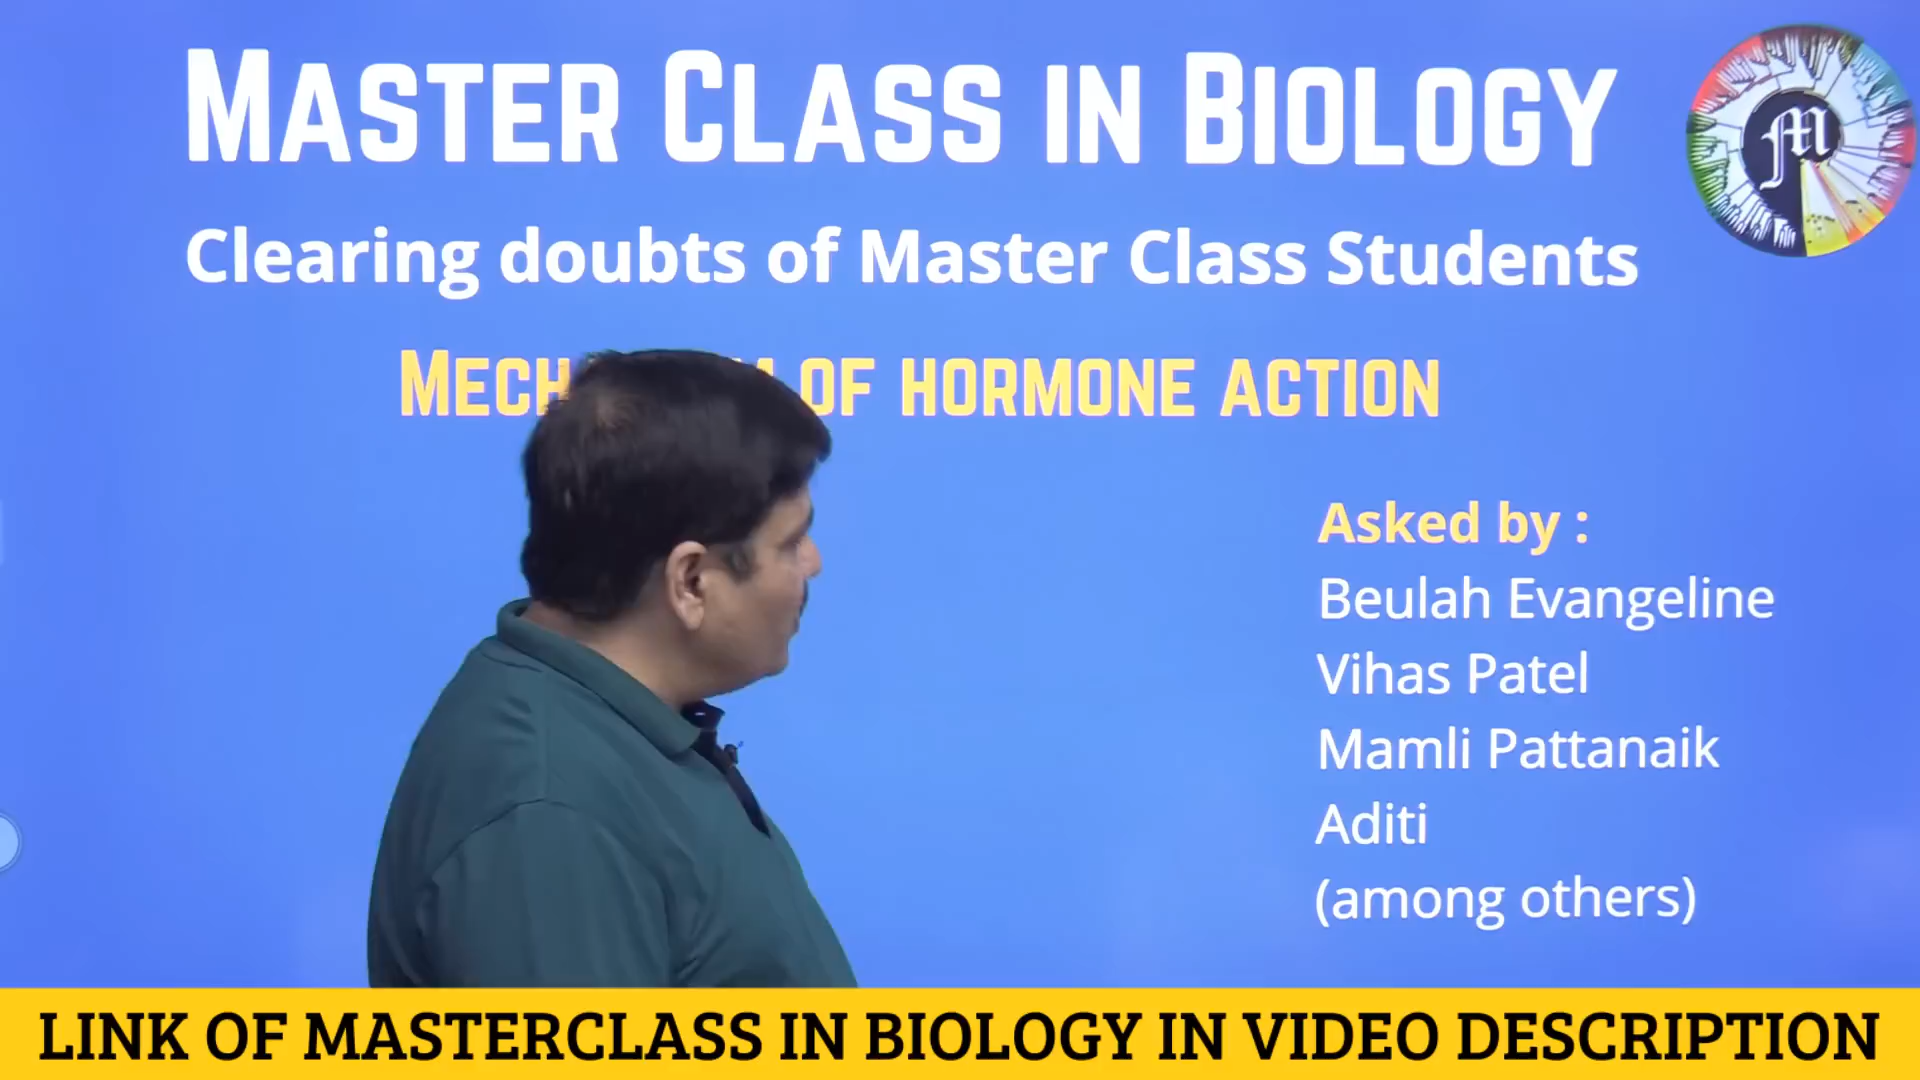 MASTER CLASS IN BIOLOGY
Clearing doubts of Master Class Students
OF HORMONE ACTION
Asked by :
Beulah Evangeline
Vihas Patel
Mamli Pattanaik
Aditi
(among others)
LINK OF MASTERCLASS IN BIOLOGY IN VIDEO DESCRIPTION